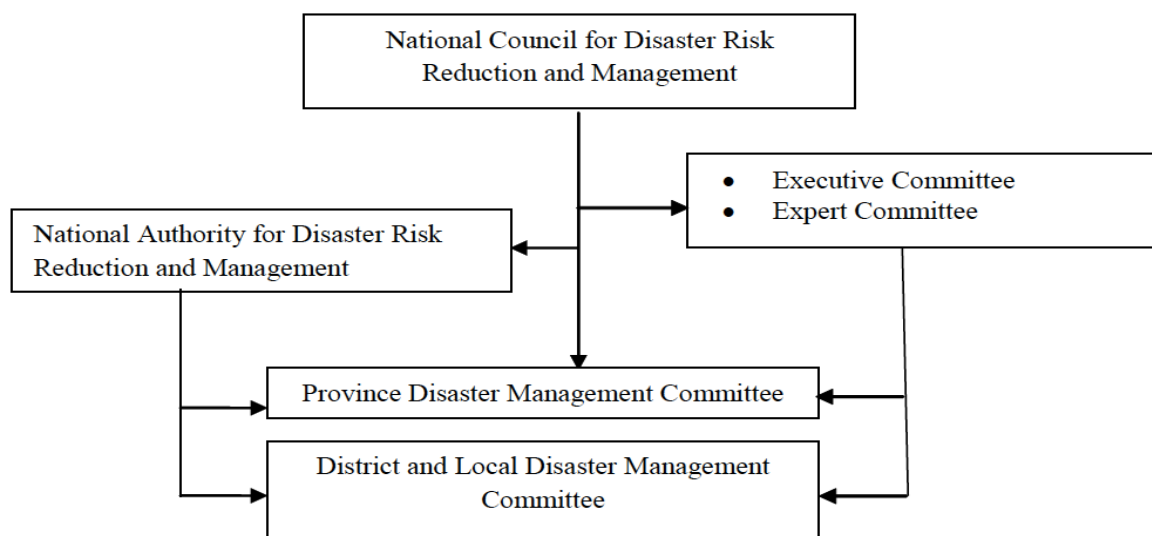 National Council for Disaster Risk
Reduction and Management
• Executive Committee
• Expert Committee
National Authority for Disaster Risk
Reduction and Management
Province Disaster Management Committee
District and Local Disaster Management
Committee